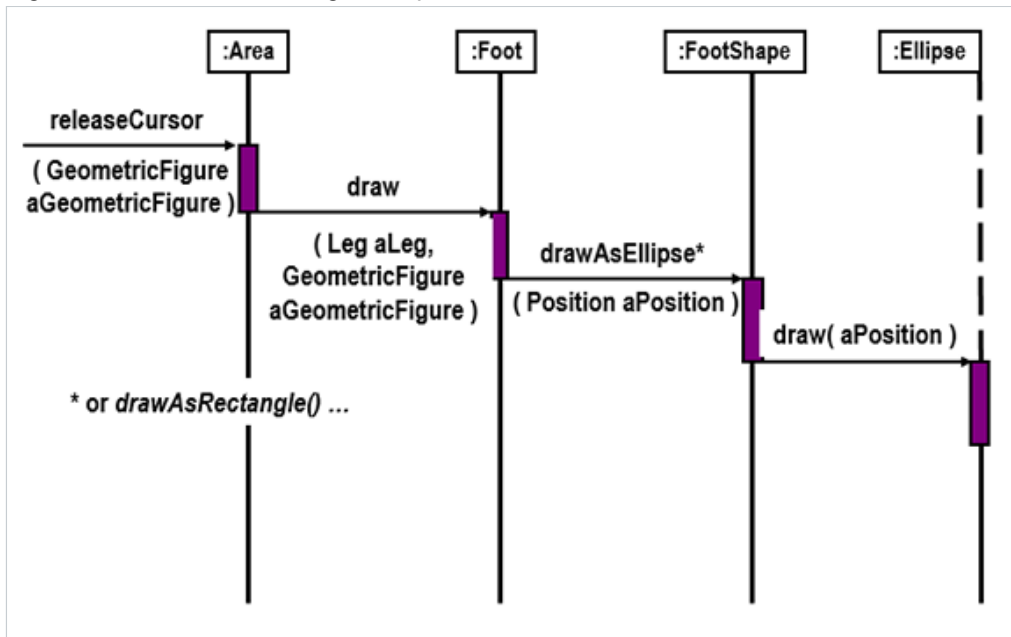 :Area
:Foot
:FootShape
:Ellipse
releaseCursor
( GeometricFigure
aGeometricFigure )
draw
( Leg aLeg,
GeometricFigure
aGeometricFigure )
drawAsEllipse*
( Position aPosition )
draw( aPosition )
* or drawAsRectangle() ...